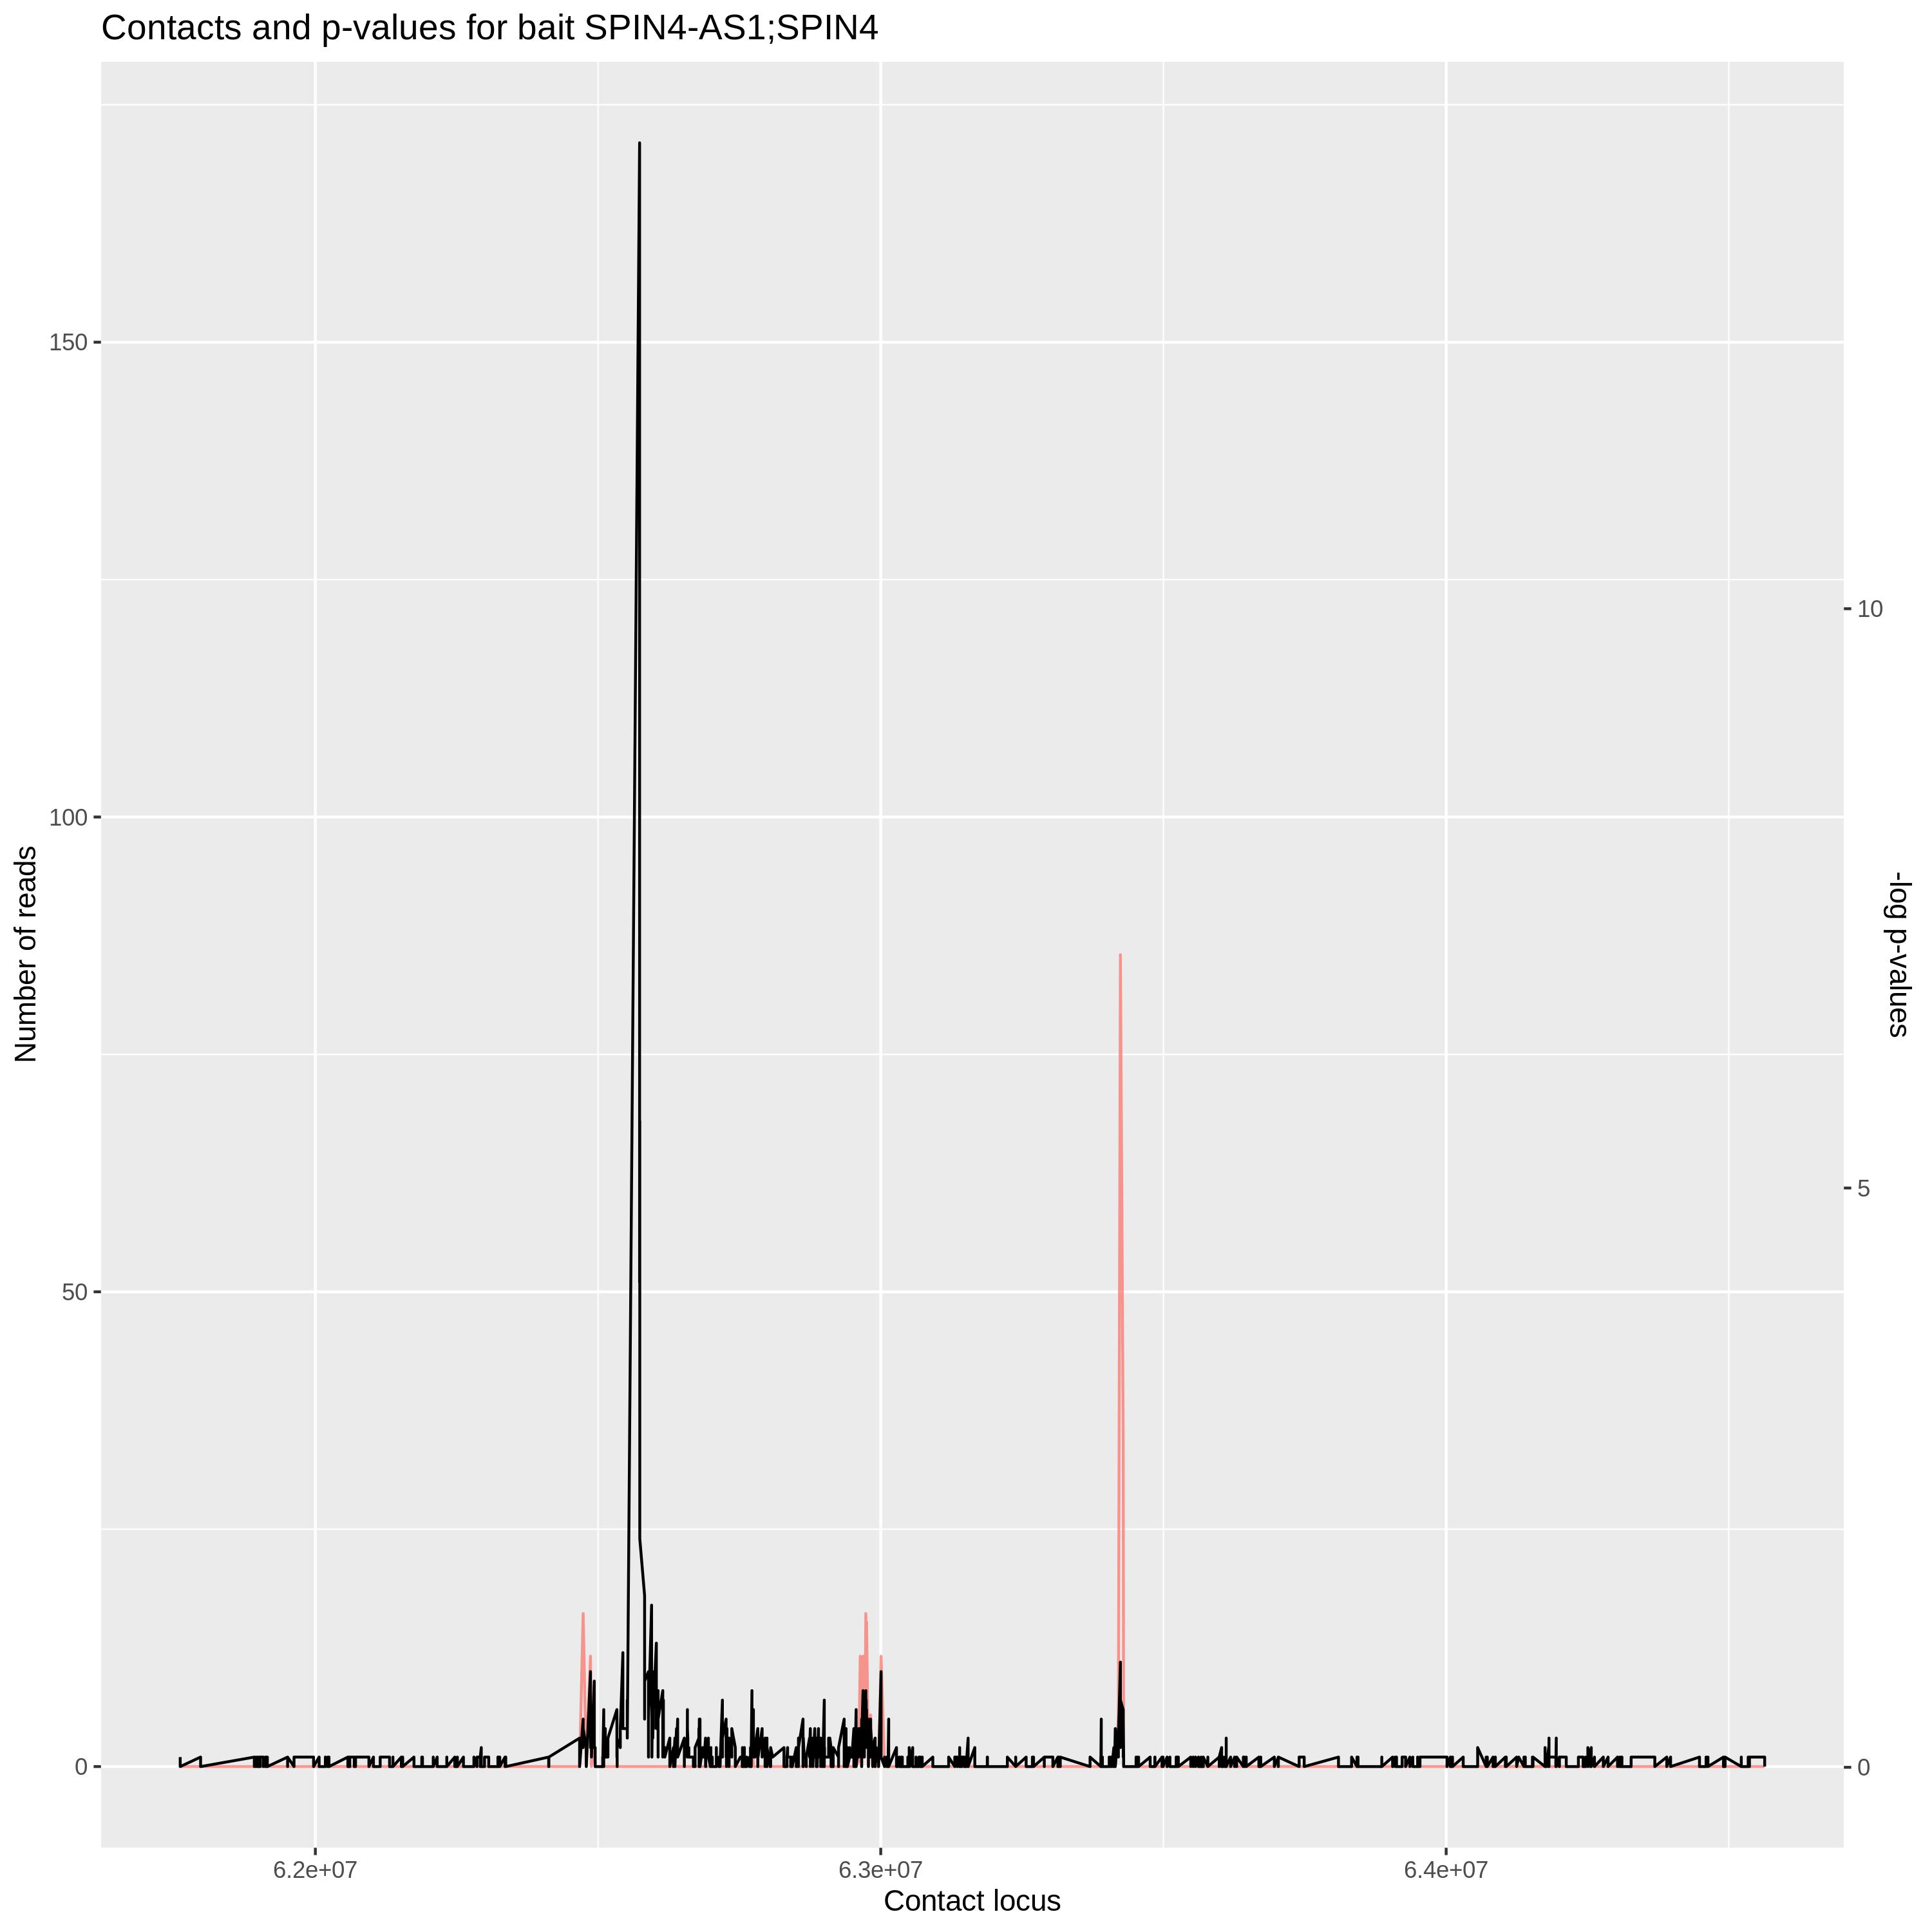 Contacts and p-values for bait SPIN4-AS1;SPIN4
150
100
50
0
Number of reads
10
5
0
-log p-values
6.2e+07
6.3e+07
6.4e+07
Contact locus